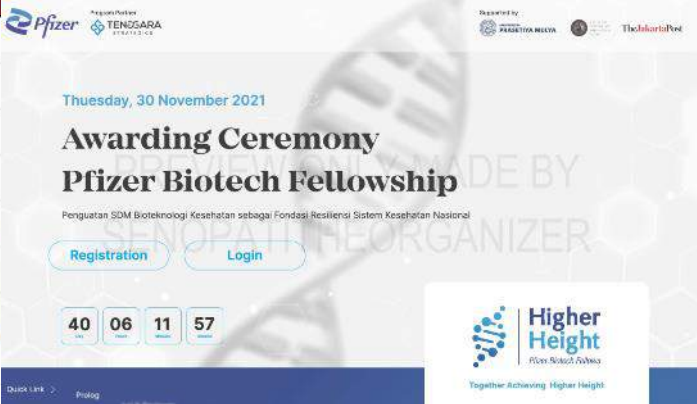 Program Partner
Supported by
Pfizer
TENGGARA
STRATEGICS
PRASETIYA MULYA
TheJakartaPost
Thuesday, 30 November 2021
Awarding Ceremony
Pfizer Biotech Fellowship
PREVIEW ONLY MADE BY
SENOPATI THEORGANIZER
Penguatan SDM Bioteknologi Kesehatan sebagai Fondasi Resiliensi Sistem Kesehatan Nasional
Registration
Login
40 06 11 57
Higher
Height
Pfizer Biotech Fellows
Together Achieving Higher Height
Quick Link >
Prolog